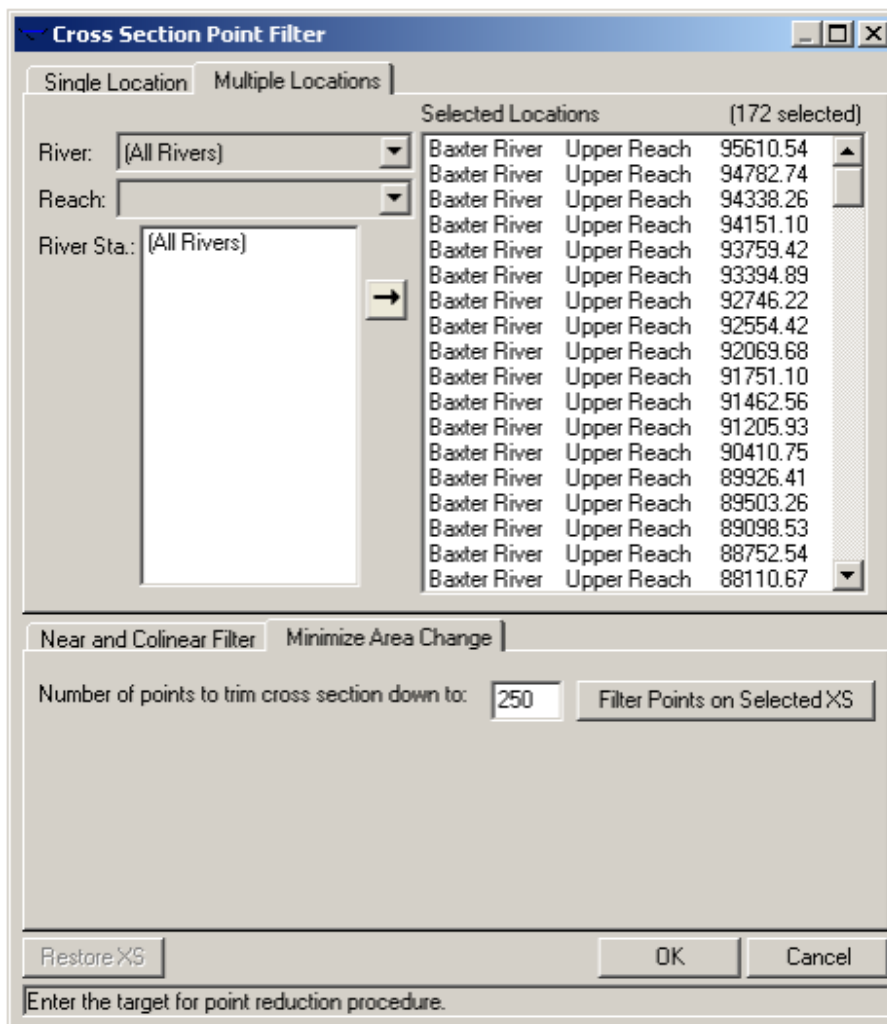 Cross Section Point Filter
Single Location Multiple Locations
Selected Locations (172 selected)
River: (All Rivers)
Reach:
River Sta.: (All Rivers)
Baxter River Upper Reach 95610.54
Baxter River Upper Reach 94782.74
Baxter River Upper Reach 94338.26
Baxter River Upper Reach 94151.10
Baxter River Upper Reach 93759.42
Baxter River Upper Reach 93394.89
Baxter River Upper Reach 92746.22
Baxter River Upper Reach 92554.42
Baxter River Upper Reach 92069.68
Baxter River Upper Reach 91751.10
Baxter River Upper Reach 91462.56
Baxter River Upper Reach 91205.93
Baxter River Upper Reach 90410.75
Baxter River Upper Reach 89926.41
Baxter River Upper Reach 89503.26
Baxter River Upper Reach 89098.53
Baxter River Upper Reach 88752.54
Baxter River Upper Reach 88110.67
Near and Colinear Filter Minimize Area Change
Number of points to trim cross section down to: 250 Filter Points on Selected XS
Restore XS OK Cancel
Enter the target for point reduction procedure.